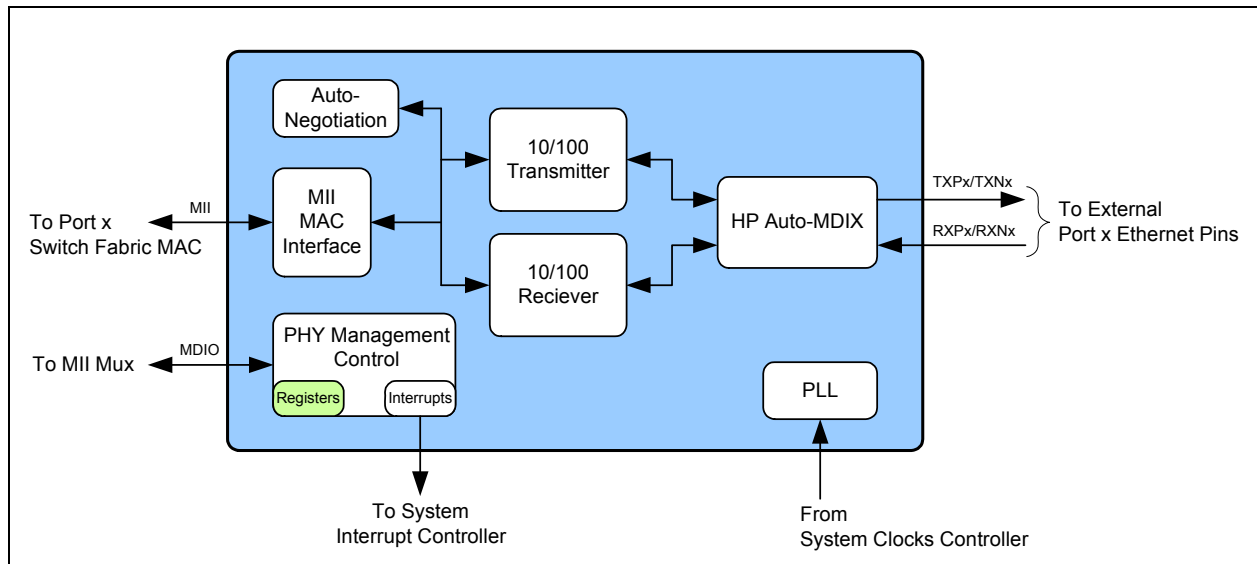 Auto-
Negotiation
10/100
Transmitter
MII
MAC
Interface
MII
To Port x
Switch Fabric MAC
HP Auto-MDIX
TXPx/TXNx
RXPx/RXNx
To External
Port x Ethernet Pins
10/100
Reciever
PHY Management
Control
Registers
Interrupts
MDIO
To MII Mux
PLL
To System
Interrupt Controller
From
System Clocks Controller